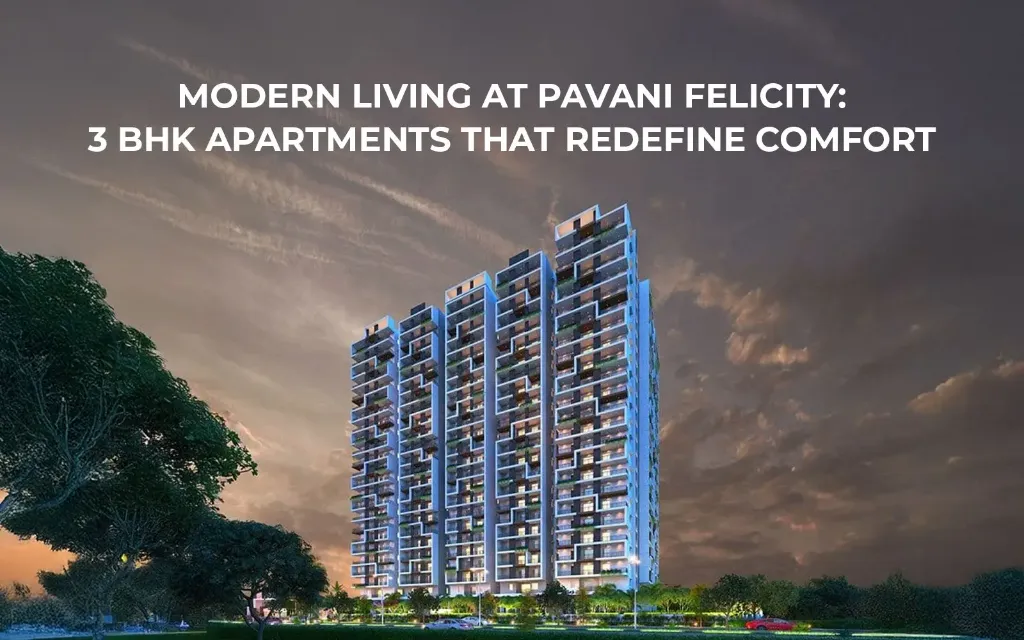 MODERN LIVING AT PAVANI FELICITY:
3 BHK APARTMENTS THAT REDEFINE COMFORT